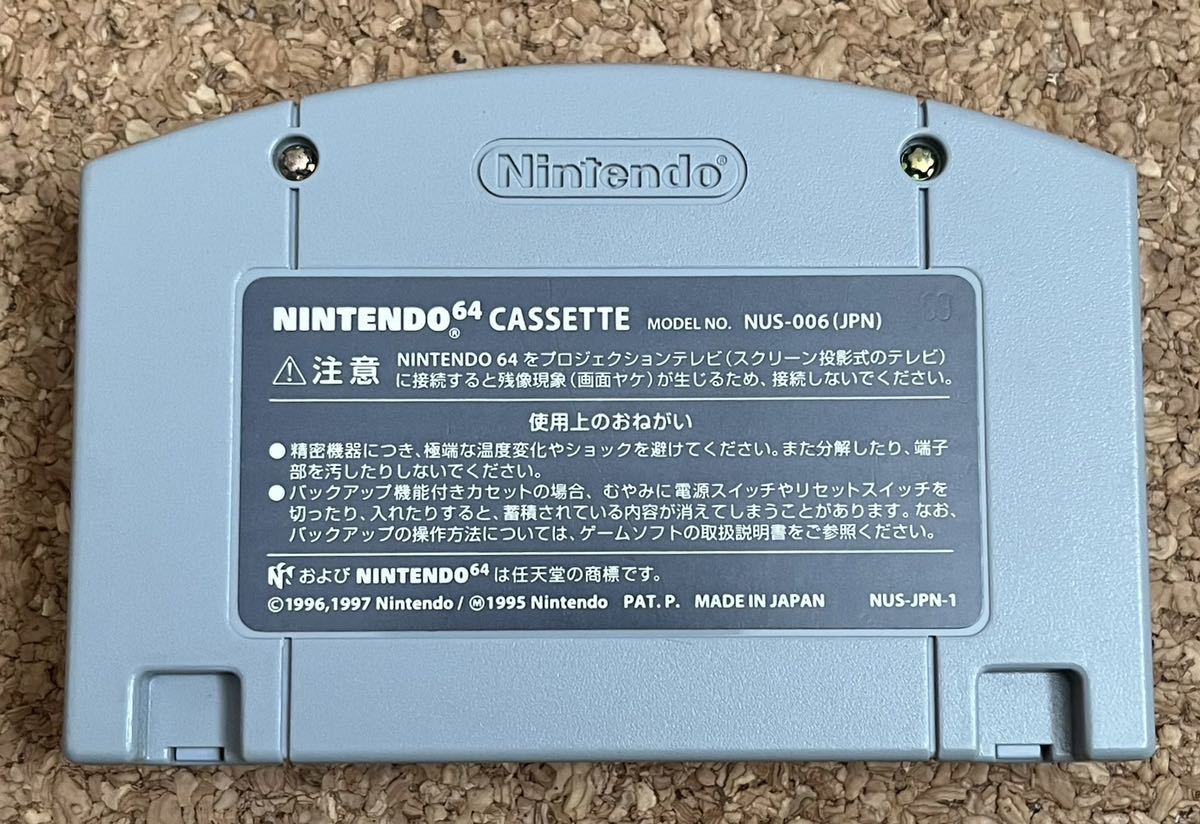 Nintendo®
NINTENDO64® CASSETTE MODEL NO. NUS-006(JPN)
⚠注意 NINTENDO 64をプロジェクションテレビ(スクリーン投影式のテレビ)
に接続すると残像現象(画面ヤケ)が生じるため、接続しないでください。
使用上のおねがい
●精密機器につき、極端な温度変化やショックを避けてください。また分解したり、端子
部を汚したりしないでください。
●バックアップ機能付きカセットの場合、むやみに電源スイッチやリセットスイッチを
切ったり、入れたりすると、蓄積されている内容が消えてしまうことがあります。なお、
バックアップの操作方法については、ゲームソフトの取扱説明書をご参照ください。
および NINTENDO64 は任天堂の商標です。
©1996,1997 Nintendo/Ⓜ1995 Nintendo PAT.P. MADE IN JAPAN NUS-JPN-1